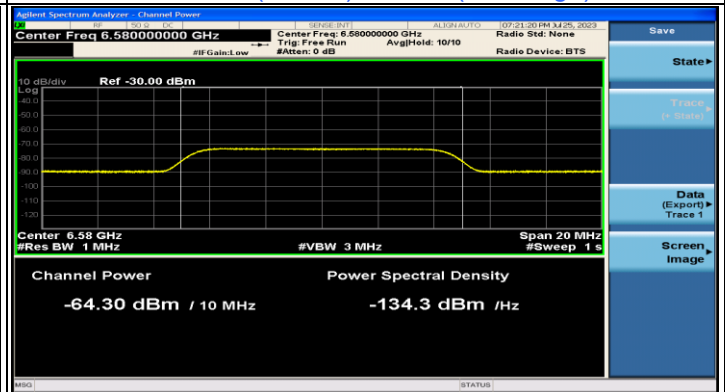 Agilent Spectrum Analyzer - Channel Power
RF 50 Ω DC SENSE:INT ALIGN AUTO 07:21:20 PM Jul 25, 2023
Center Freq 6.580000000 GHz
Center Freq: 6.580000000 GHz
Radio Std: None
Trig: Free Run Avg|Hold: 10/10
#IFGain:Low #Atten: 0 dB Radio Device: BTS
10 dB/div Ref -30.00 dBm
Log
-40.0
-50.0
-60.0
-70.0
-80.0
-90.0
-100
-110
-120
Center 6.58 GHz Span 20 MHz
#Res BW 1 MHz #VBW 3 MHz #Sweep 1 s
Channel Power Power Spectral Density
-64.30 dBm / 10 MHz -134.3 dBm /Hz
MSG STATUS
Save
State
Trace
(+ State)
Data
(Export)
Trace 1
Screen
Image